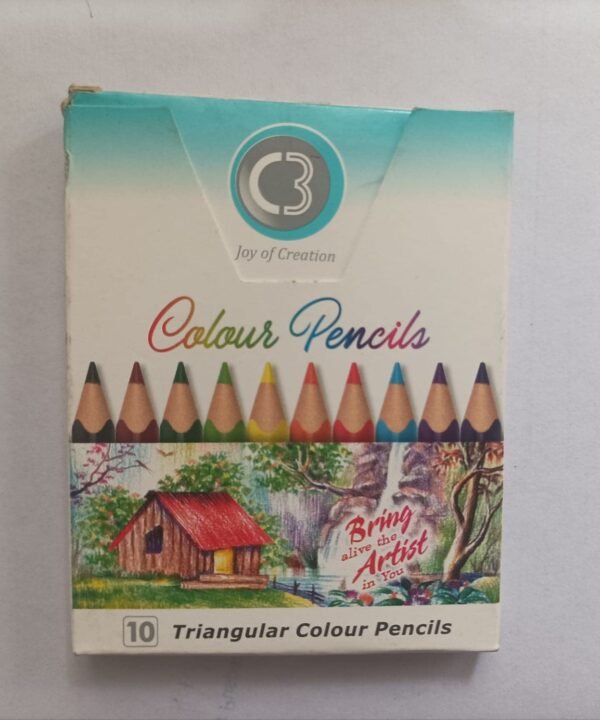 C3
Joy of Creation
Colour Pencils
Bring
alive the
Artist
in You
10 Triangular Colour Pencils